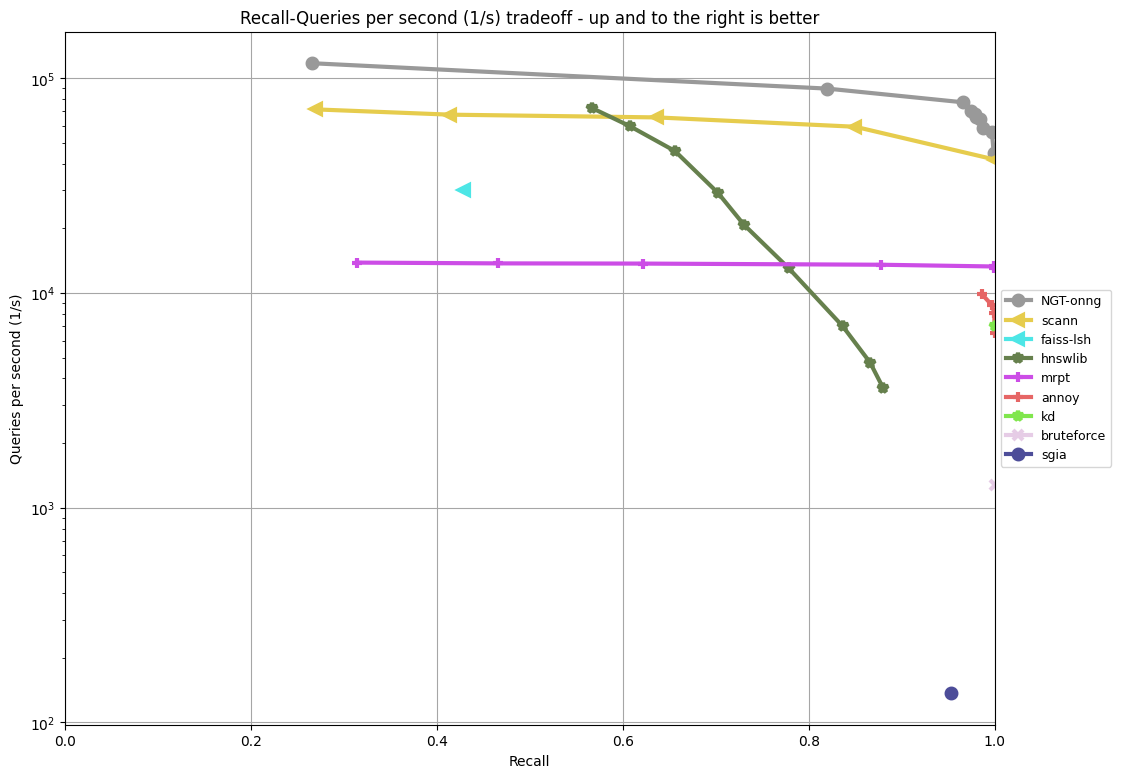 Recall-Queries per second (1/s) tradeoff - up and to the right is better
Queries per second (1/s)
10^5
10^4
10^3
10^2
0.0 0.2 0.4 0.6 0.8 1.0
Recall
NGT-onng
scann
faiss-lsh
hnswlib
mrpt
annoy
kd
bruteforce
sgia